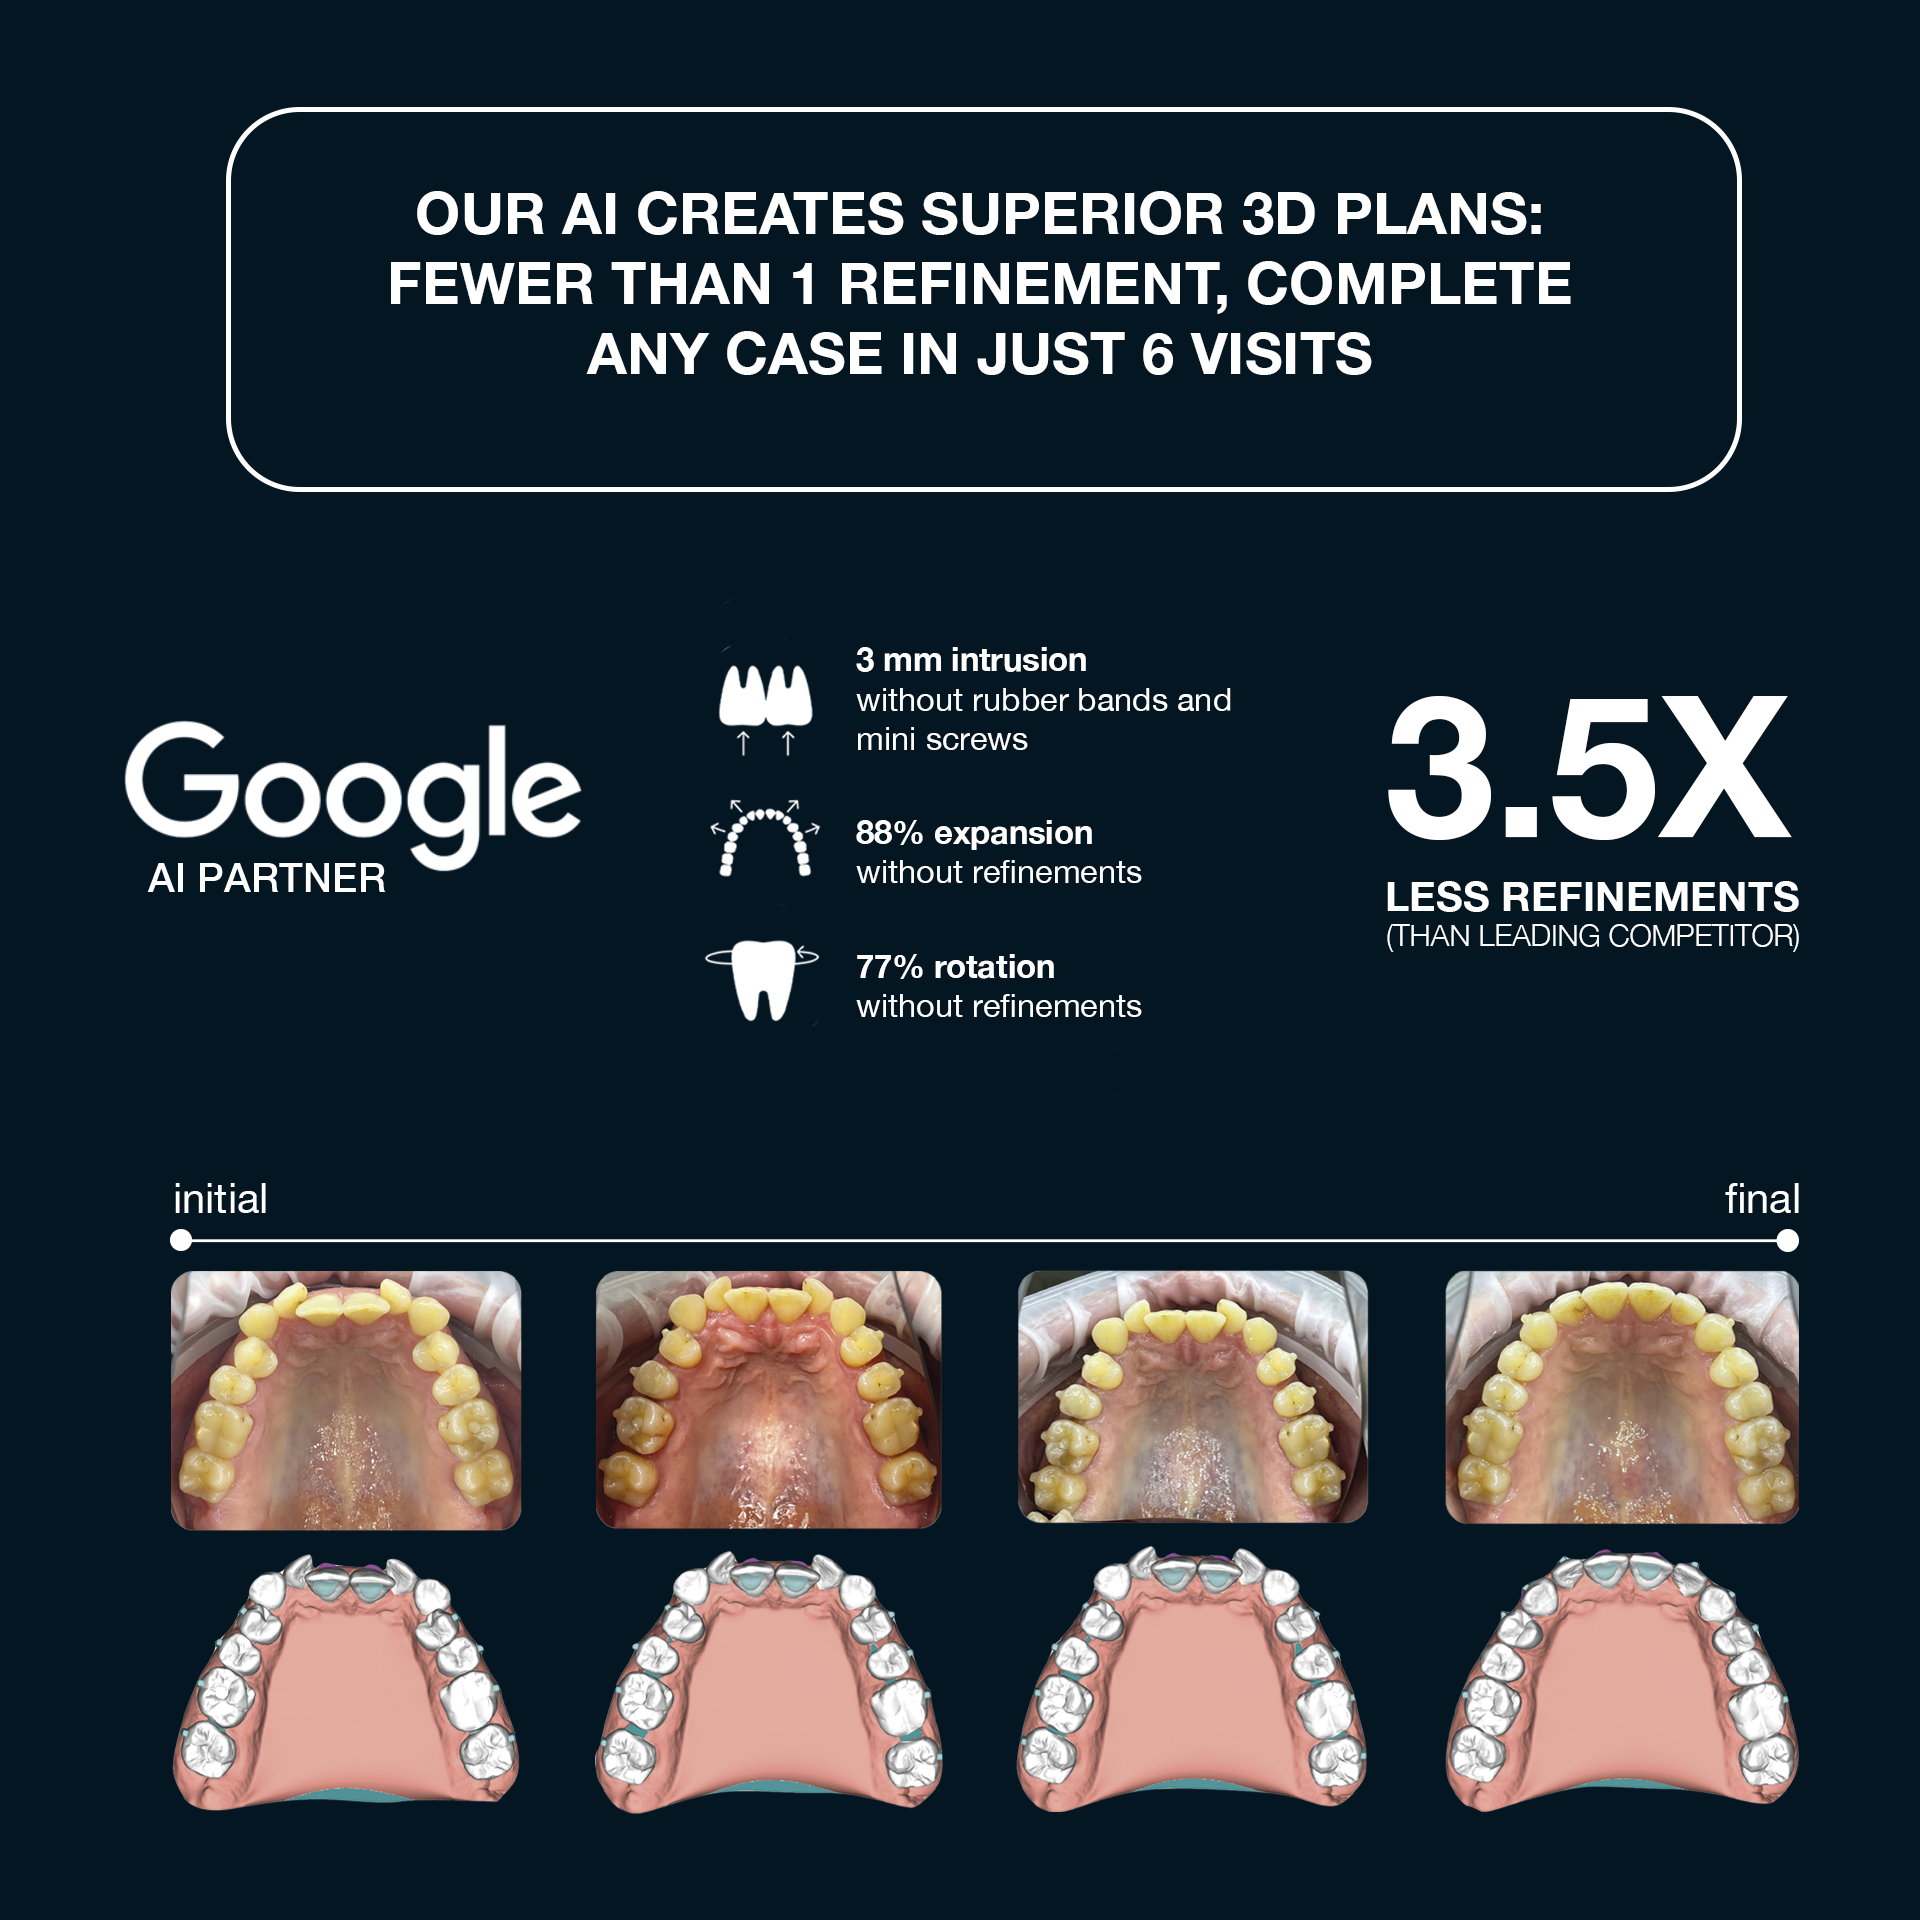 OUR AI CREATES SUPERIOR 3D PLANS:
FEWER THAN 1 REFINEMENT, COMPLETE
ANY CASE IN JUST 6 VISITS
Google
AI PARTNER
3 mm intrusion
without rubber bands and
mini screws
88% expansion
without refinements
77% rotation
without refinements
3.5X
LESS REFINEMENTS
(THAN LEADING COMPETITOR)
initial
final